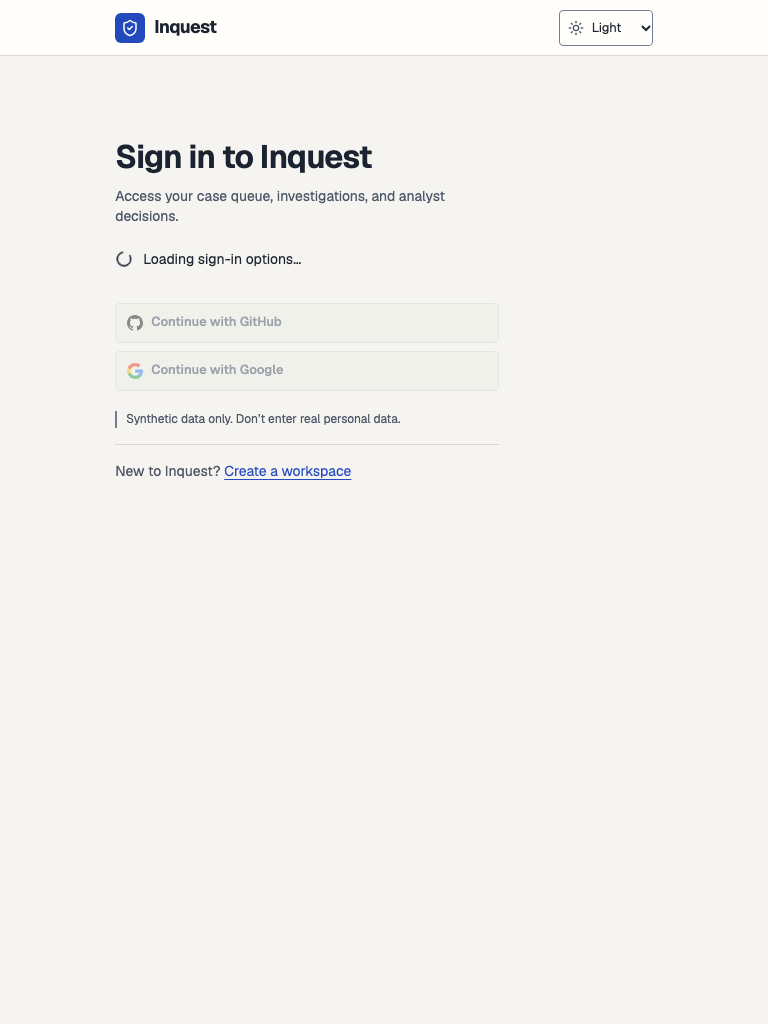 Inquest
Light
Sign in to Inquest
Access your case queue, investigations, and analyst
decisions.
Loading sign-in options…
Continue with GitHub
Continue with Google
Synthetic data only. Don’t enter real personal data.
New to Inquest? Create a workspace